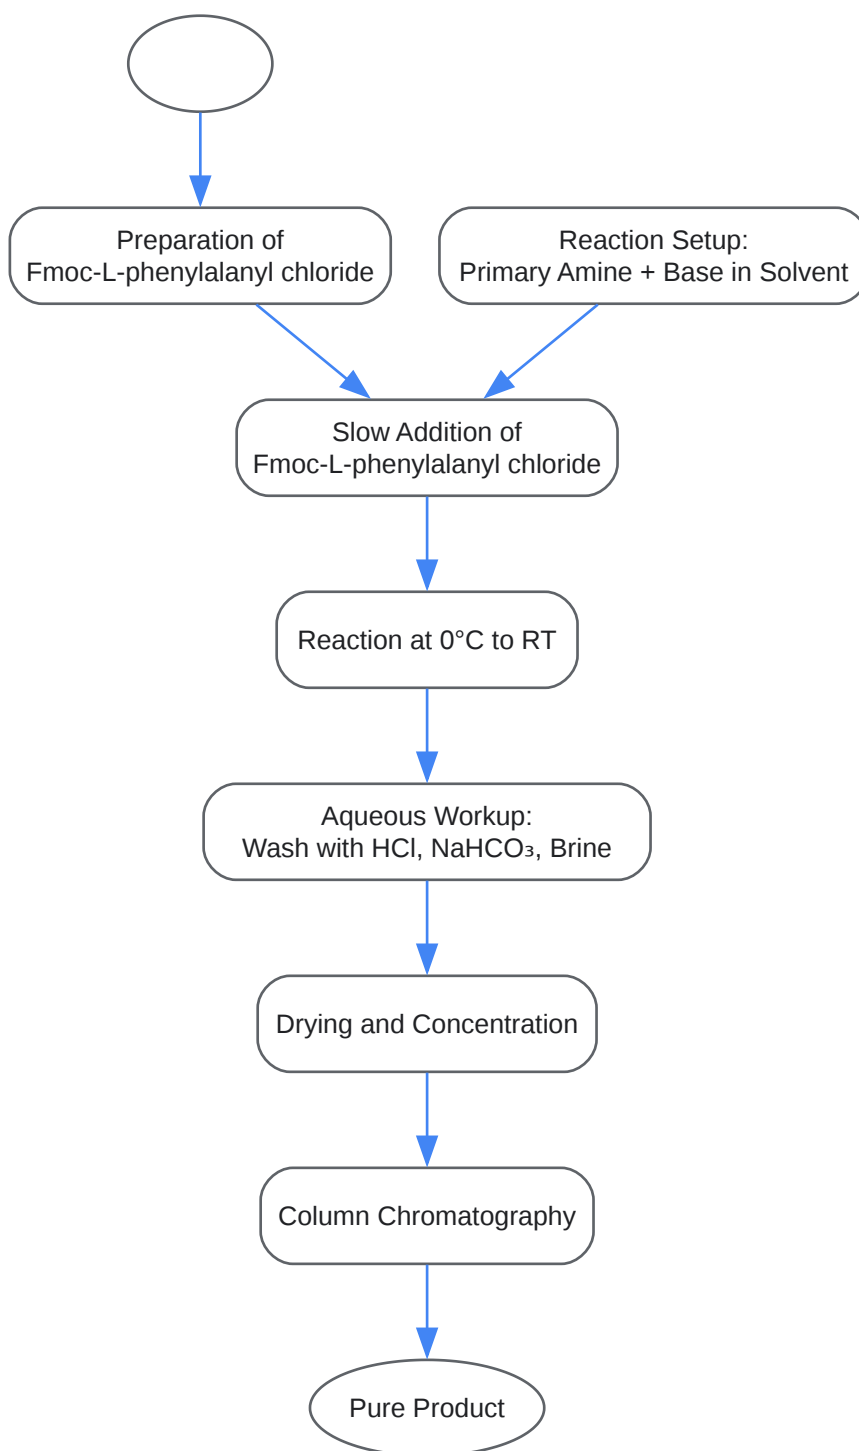 Preparation of
Fmoc-L-phenylalanyl chloride
Reaction Setup:
Primary Amine + Base in Solvent
Slow Addition of
Fmoc-L-phenylalanyl chloride
Reaction at 0°C to RT
Aqueous Workup:
Wash with HCl, NaHCO₃, Brine
Drying and Concentration
Column Chromatography
Pure Product